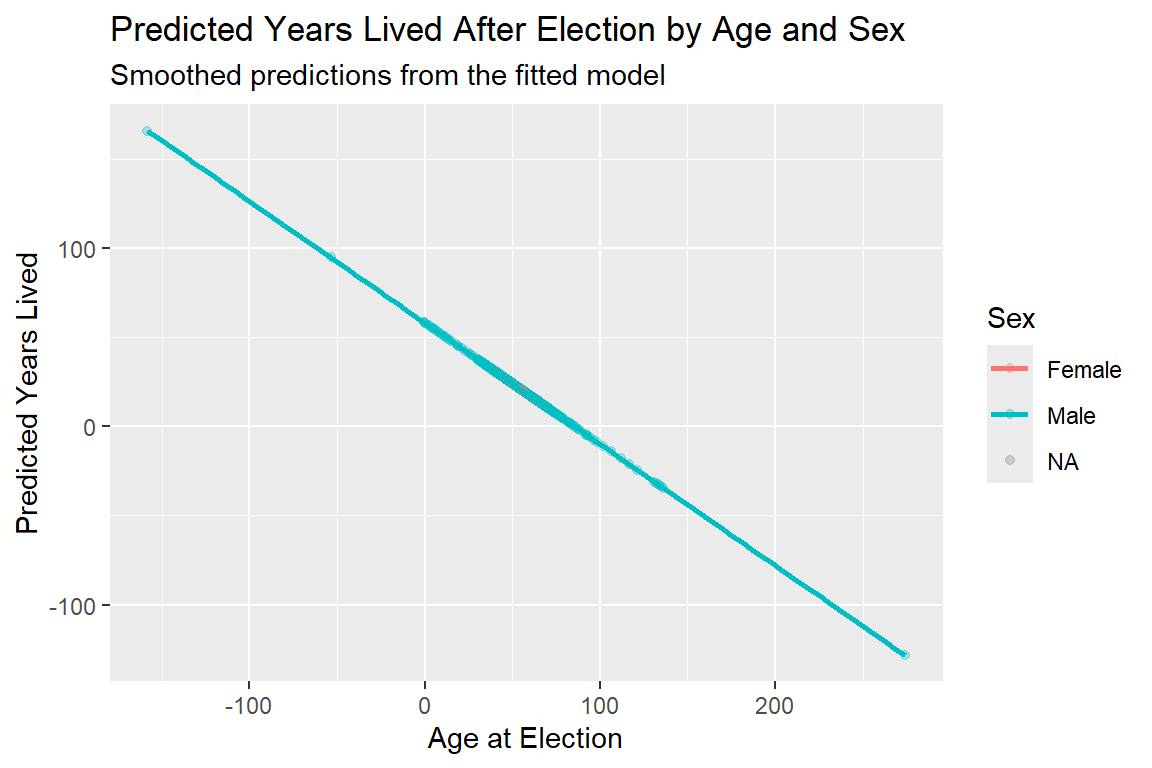 Predicted Years Lived After Election by Age and Sex
Smoothed predictions from the fitted model
Predicted Years Lived
100
0
-100
-100
0
100
200
Age at Election
Sex
Female
Male
NA